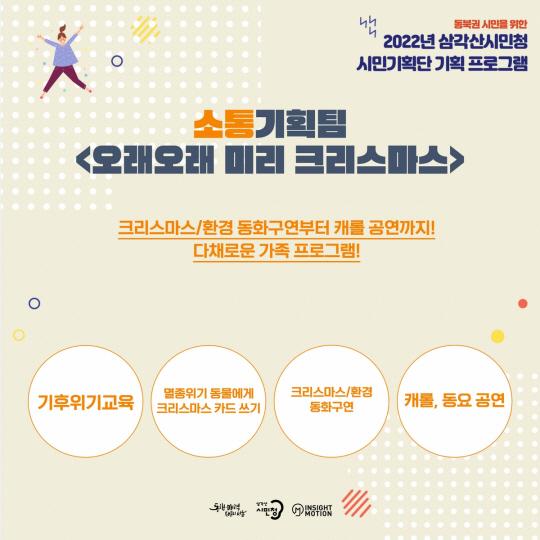 동북권 시민을 위한
2022년 삼각산시민청
시민기획단 기획 프로그램
소통기획팀
<오래오래 미리 크리스마스>
크리스마스/환경 동화구연부터 캐롤 공연까지!
다채로운 가족 프로그램!
기후위기교육
멸종위기 동물에게
크리스마스 카드 쓰기
크리스마스/환경
동화구연
캐롤, 동요 공연
삼각산
시민청
INSIGHT
MOTION